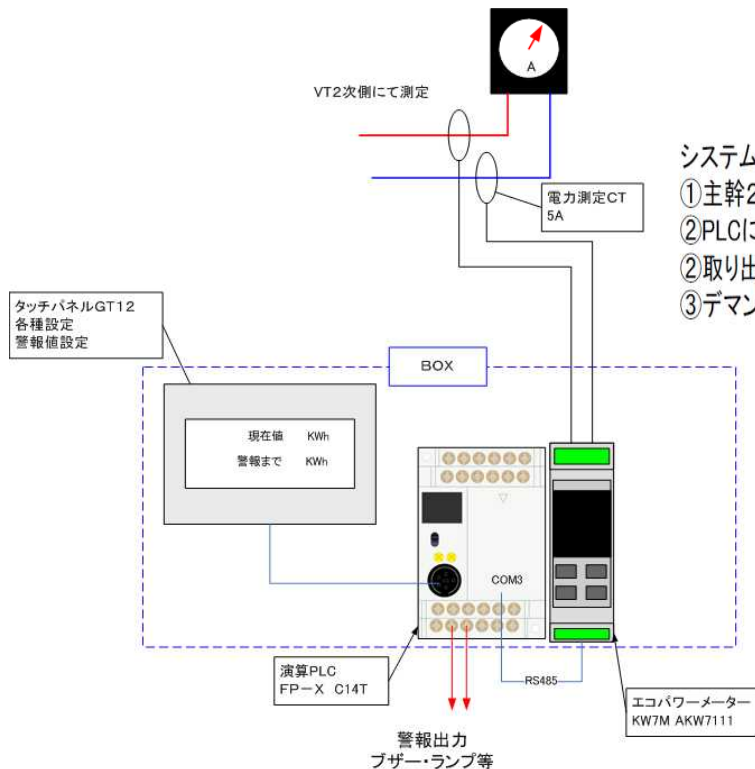 A
VT2次側にて測定
電力測定CT
5A
システム
①主幹2
②PLCに
②取り出
③デマン
タッチパネルGT12
各種設定
警報値設定
BOX
現在値 KWh
警報まで KWh
COM3
演算PLC
FP－X C14T
RS485
エコパワーメーター
KW7M AKW7111
警報出力
ブザー・ランプ等